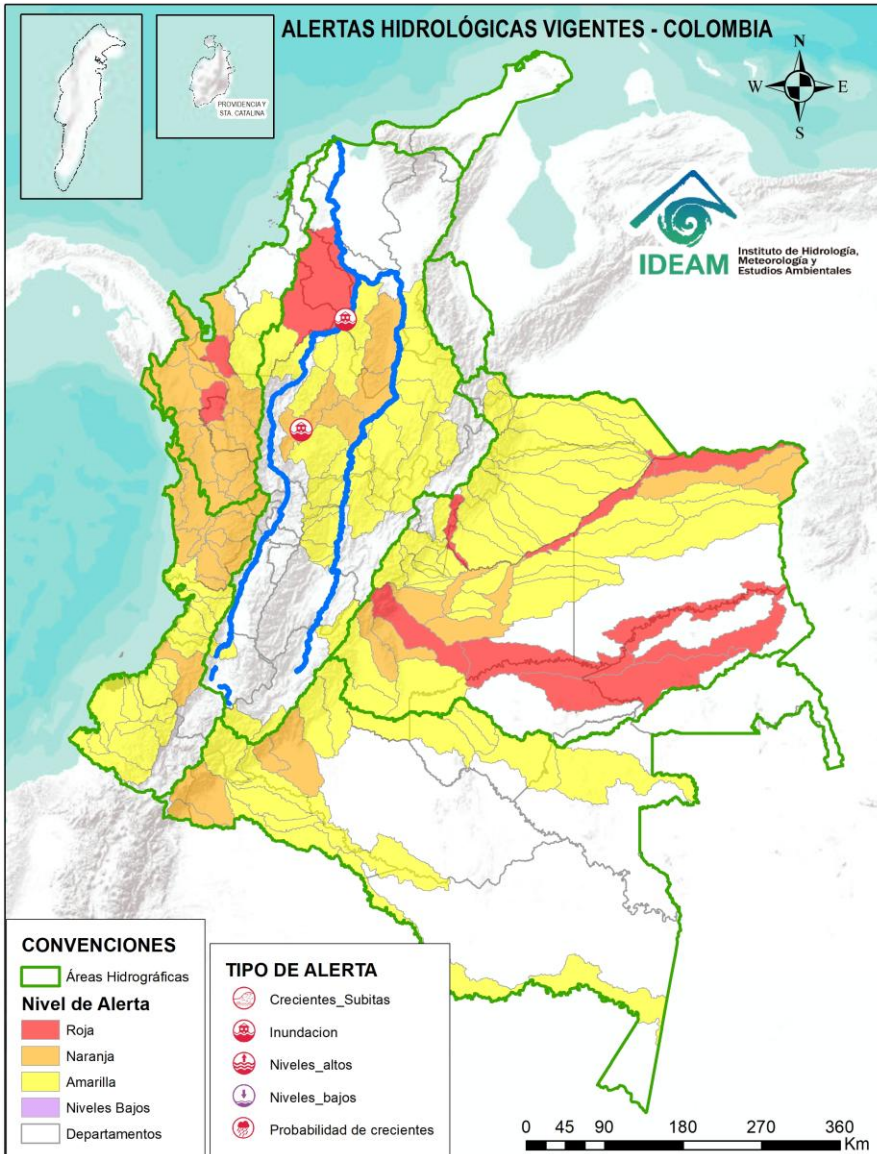 ALERTAS HIDROLÓGICAS VIGENTES - COLOMBIA
PROVIDENCIA Y
STA. CATALINA
N
W
E
S
IDEAM
Instituto de Hidrología,
Meteorología y
Estudios Ambientales
CONVENCIONES
Áreas Hidrográficas
Nivel de Alerta
Roja
Naranja
Amarilla
Niveles Bajos
Departamentos
TIPO DE ALERTA
Crecientes_Subitas
Inundacion
Niveles_altos
Niveles_bajos
Probabilidad de crecientes
0 45 90 180 270 360
Km